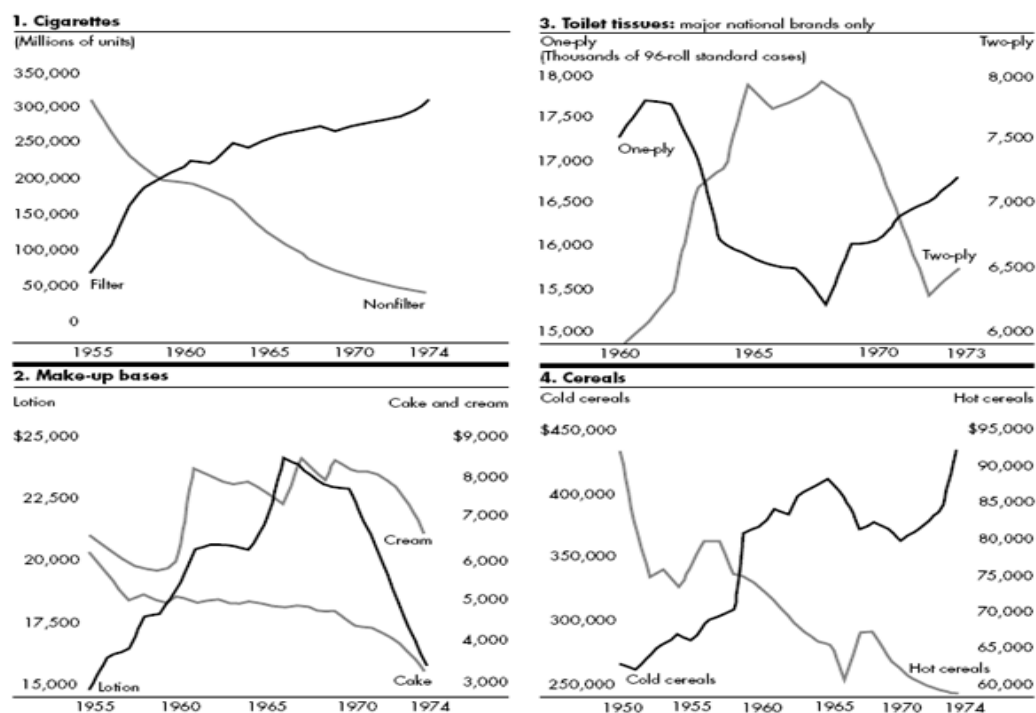 1. Cigarettes
(Millions of units)
350,000
300,000
250,000
200,000
150,000
100,000
50,000
0
Filter
Nonfilter
1955 1960 1965 1970 1974
2. Make-up bases
Lotion Cake and cream
$25,000 $9,000
8,000
22,500
7,000
20,000 6,000
5,000
17,500
4,000
15,000 3,000
Cream
Lotion
Cake
1955 1960 1965 1970 1974
3. Toilet tissues: major national brands only
One-ply Two-ply
(Thousands of 96-roll standard cases)
18,000 8,000
17,500 7,500
17,000
16,500 7,000
16,000
15,500 6,500
15,000 6,000
One-ply
Two-ply
1960 1965 1970 1973
4. Cereals
Cold cereals Hot cereals
$450,000 $95,000
90,000
400,000 85,000
80,000
350,000
75,000
300,000 70,000
65,000
250,000 60,000
Cold cereals
Hot cereals
1950 1955 1960 1965 1970 1974